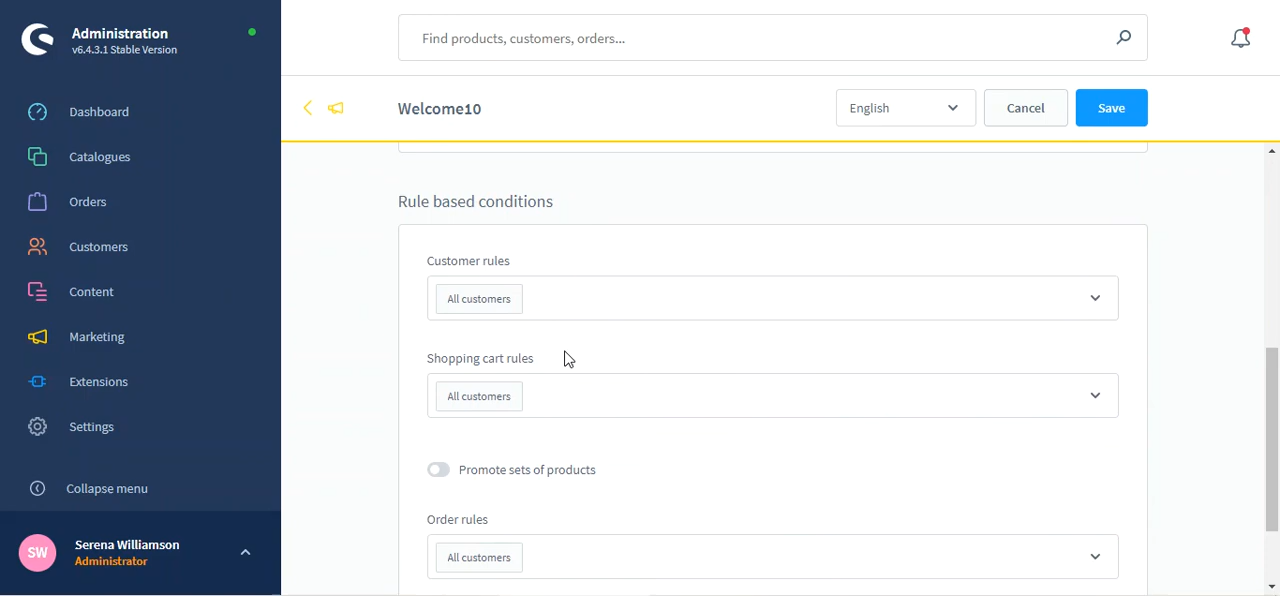 Administration
v6.4.3.1 Stable Version
Dashboard
Catalogues
Orders
Customers
Content
Marketing
Extensions
Settings
Collapse menu
SW
Serena Williamson
Administrator
Find products, customers, orders...
Welcome10
English
Cancel
Save
Rule based conditions
Customer rules
All customers
Shopping cart rules
All customers
Promote sets of products
Order rules
All customers